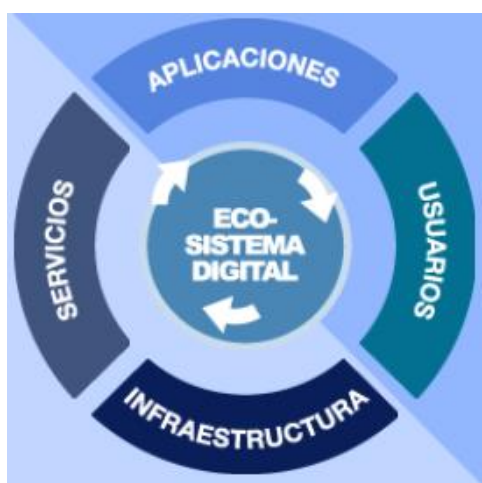 APLICACIONES
USUARIOS
INFRAESTRUCTURA
SERVICIOS
ECO-
SISTEMA
DIGITAL